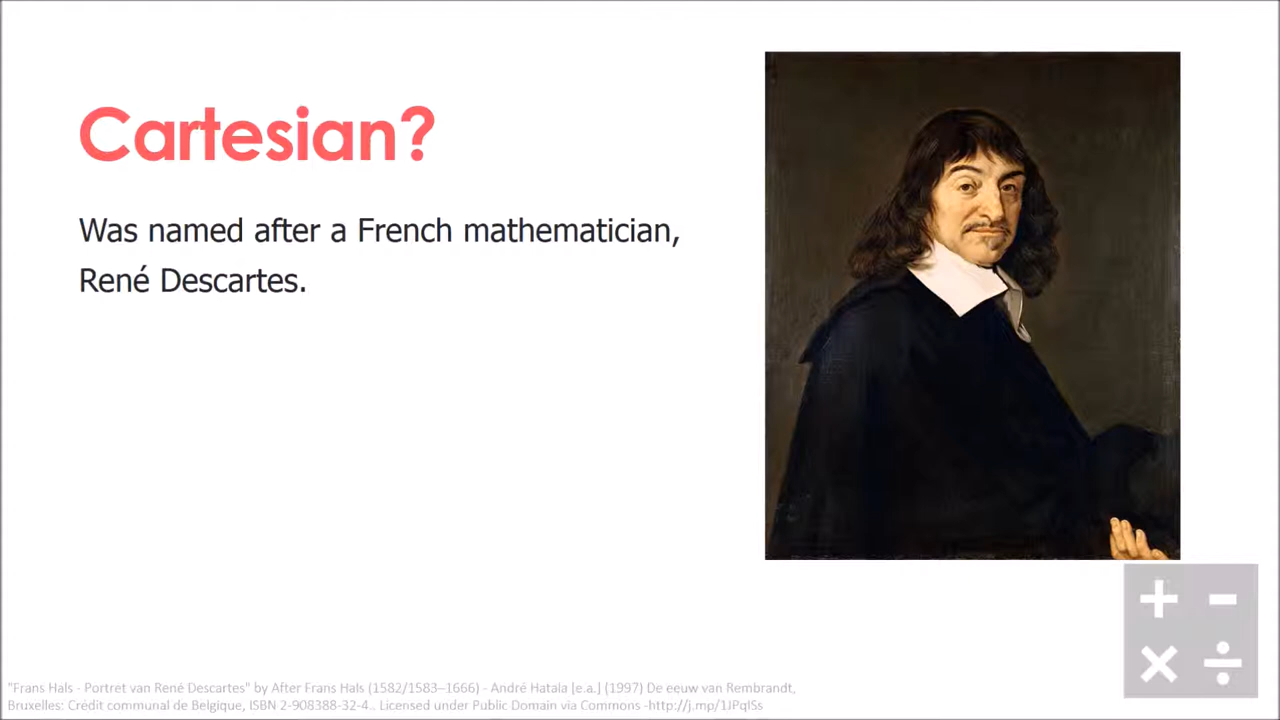 Cartesian?
Was named after a French mathematician,
René Descartes.
"Frans Hals - Portret van René Descartes" by After Frans Hals (1582/1583–1666) - André Hatala [e.a.] (1997) De eeuw van Rembrandt,
Bruxelles: Crédit communal de Belgique, ISBN 2-908388-32-4.. Licensed under Public Domain via Commons -http://j.mp/1JPqISs
+ −
× ÷